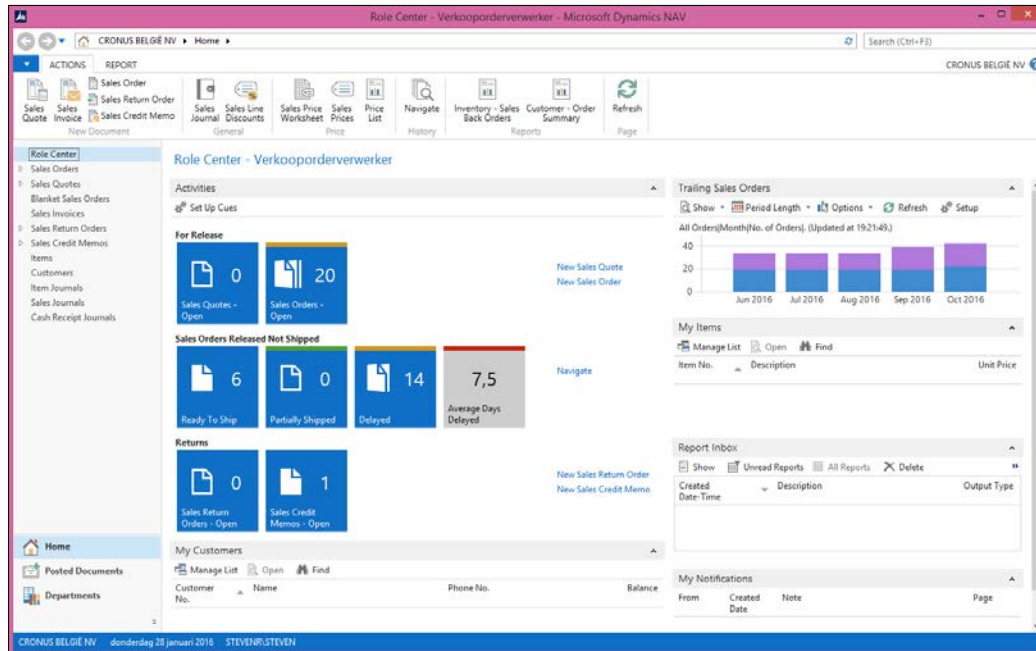 Role Center - Verkooporderverwerker - Microsoft Dynamics NAV
CRONUS BELGIË NV
Home
Search (Ctrl+F3)
ACTIONS
REPORT
CRONUS BELGIË NV
Sales Quote
Sales Invoice
Sales Order
Sales Return Order
Sales Credit Memo
New Document
Sales Journal
Sales Line Discounts
General
Sales Price Worksheet
Sales Prices
Price List
Price
Navigate
History
Inventory - Sales Back Orders
Customer - Order Summary
Reports
Refresh
Page
Role Center
Sales Orders
Sales Quotes
Blanket Sales Orders
Sales Invoices
Sales Return Orders
Sales Credit Memos
Items
Customers
Item Journals
Sales Journals
Cash Receipt Journals
Home
Posted Documents
Departments
Role Center - Verkooporderverwerker
Activities
Set Up Cues
For Release
0
Sales Quotes - Open
20
Sales Orders - Open
New Sales Quote
New Sales Order
Sales Orders Released Not Shipped
6
Ready To Ship
0
Partially Shipped
14
Delayed
7,5
Average Days Delayed
Navigate
Returns
0
Sales Return Orders - Open
1
Sales Credit Memos - Open
New Sales Return Order
New Sales Credit Memo
My Customers
Manage List
Open
Find
Customer No.
Name
Phone No.
Balance
Trailing Sales Orders
Show
Period Length
Options
Refresh
Setup
All Orders|Month|No. of Orders|. (Updated at 19:21:49.)
40
20
0
Jun 2016
Jul 2016
Aug 2016
Sep 2016
Oct 2016
My Items
Manage List
Open
Find
Item No.
Description
Unit Price
Report Inbox
Show
Unread Reports
All Reports
Delete
Created Date-Time
Description
Output Type
My Notifications
From
Created Date
Note
Page
CRONUS BELGIË NV
donderdag 28 januari 2016
STEVENR\STEVEN